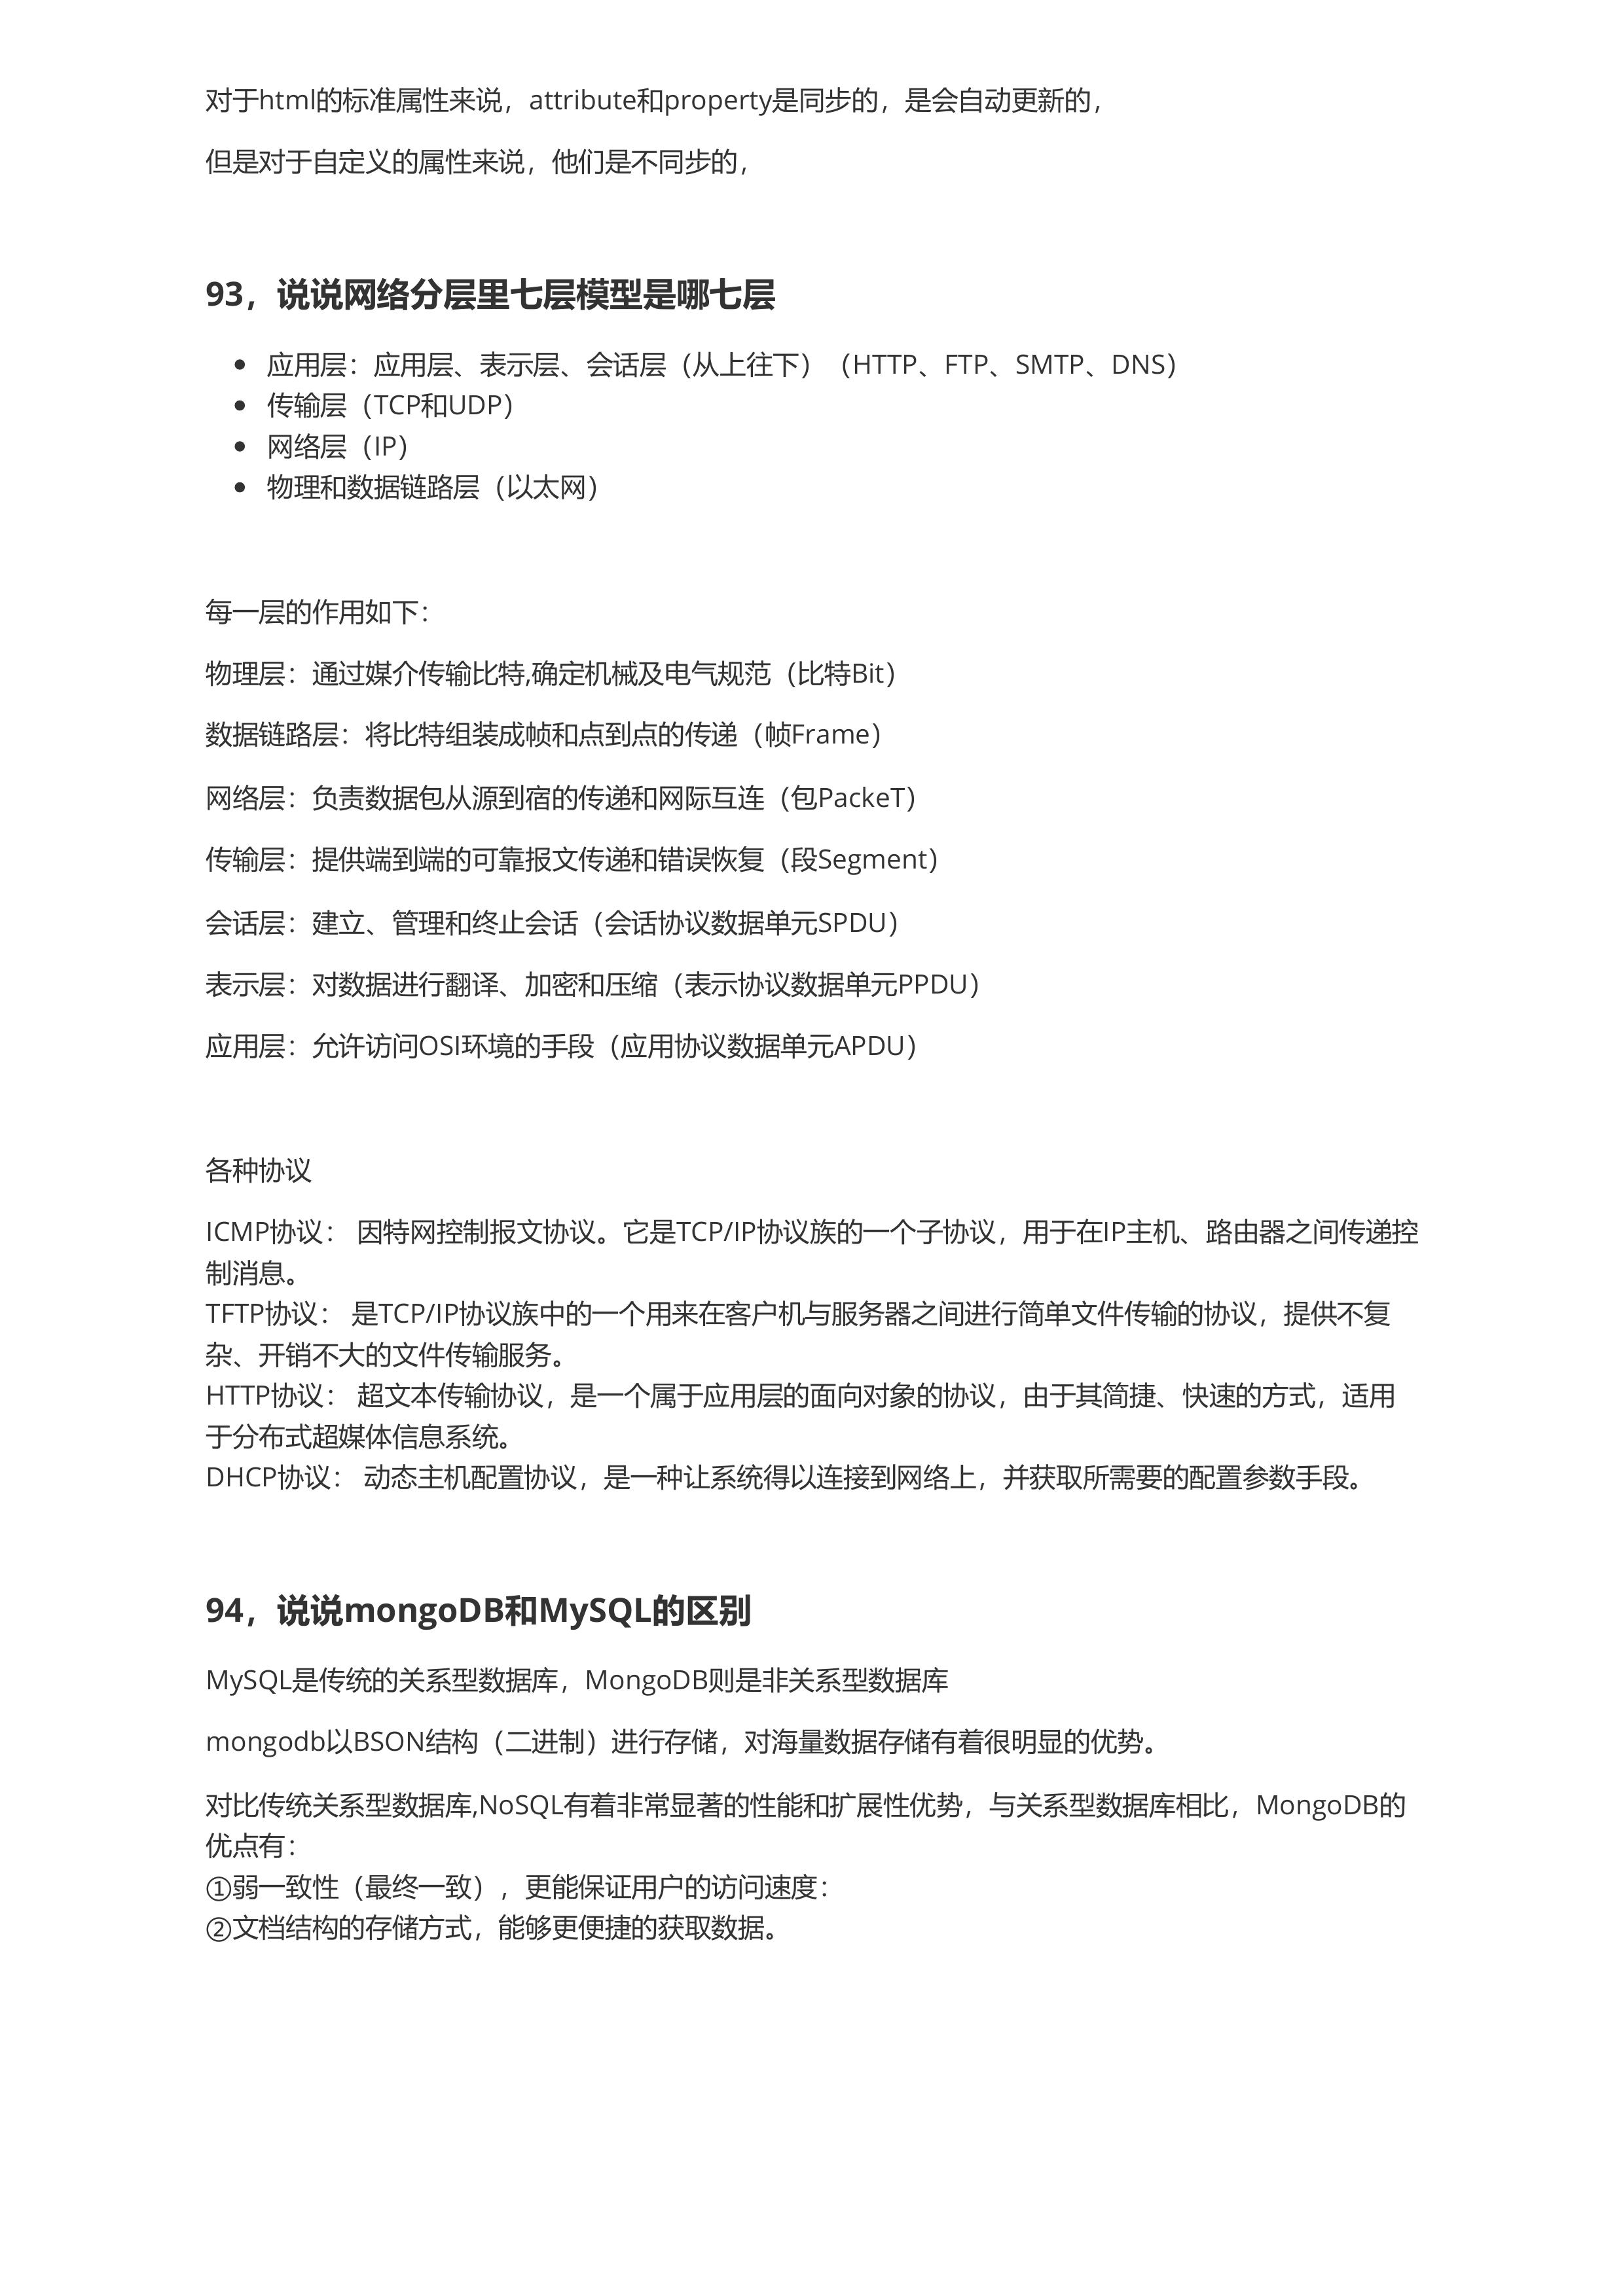 对于html的标准属性来说，attribute和property是同步的，是会自动更新的，
但是对于自定义的属性来说，他们是不同步的，
93，说说网络分层里七层模型是哪七层
• 应用层：应用层、表示层、会话层（从上往下）（HTTP、FTP、SMTP、DNS）
• 传输层（TCP和UDP）
• 网络层（IP）
• 物理和数据链路层（以太网）
每一层的作用如下：
物理层：通过媒介传输比特,确定机械及电气规范（比特Bit）
数据链路层：将比特组装成帧和点到点的传递（帧Frame）
网络层：负责数据包从源到宿的传递和网际互连（包PackeT）
传输层：提供端到端的可靠报文传递和错误恢复（段Segment）
会话层：建立、管理和终止会话（会话协议数据单元SPDU）
表示层：对数据进行翻译、加密和压缩（表示协议数据单元PPDU）
应用层：允许访问OSI环境的手段（应用协议数据单元APDU）
各种协议
ICMP协议： 因特网控制报文协议。它是TCP/IP协议族的一个子协议，用于在IP主机、路由器之间传递控
制消息。
TFTP协议： 是TCP/IP协议族中的一个用来在客户机与服务器之间进行简单文件传输的协议，提供不复
杂、开销不大的文件传输服务。
HTTP协议： 超文本传输协议，是一个属于应用层的面向对象的协议，由于其简捷、快速的方式，适用
于分布式超媒体信息系统。
DHCP协议： 动态主机配置协议，是一种让系统得以连接到网络上，并获取所需要的配置参数手段。
94，说说mongoDB和MySQL的区别
MySQL是传统的关系型数据库，MongoDB则是非关系型数据库
mongodb以BSON结构（二进制）进行存储，对海量数据存储有着很明显的优势。
对比传统关系型数据库,NoSQL有着非常显著的性能和扩展性优势，与关系型数据库相比，MongoDB的
优点有：
①弱一致性（最终一致），更能保证用户的访问速度：
②文档结构的存储方式，能够更便捷的获取数据。